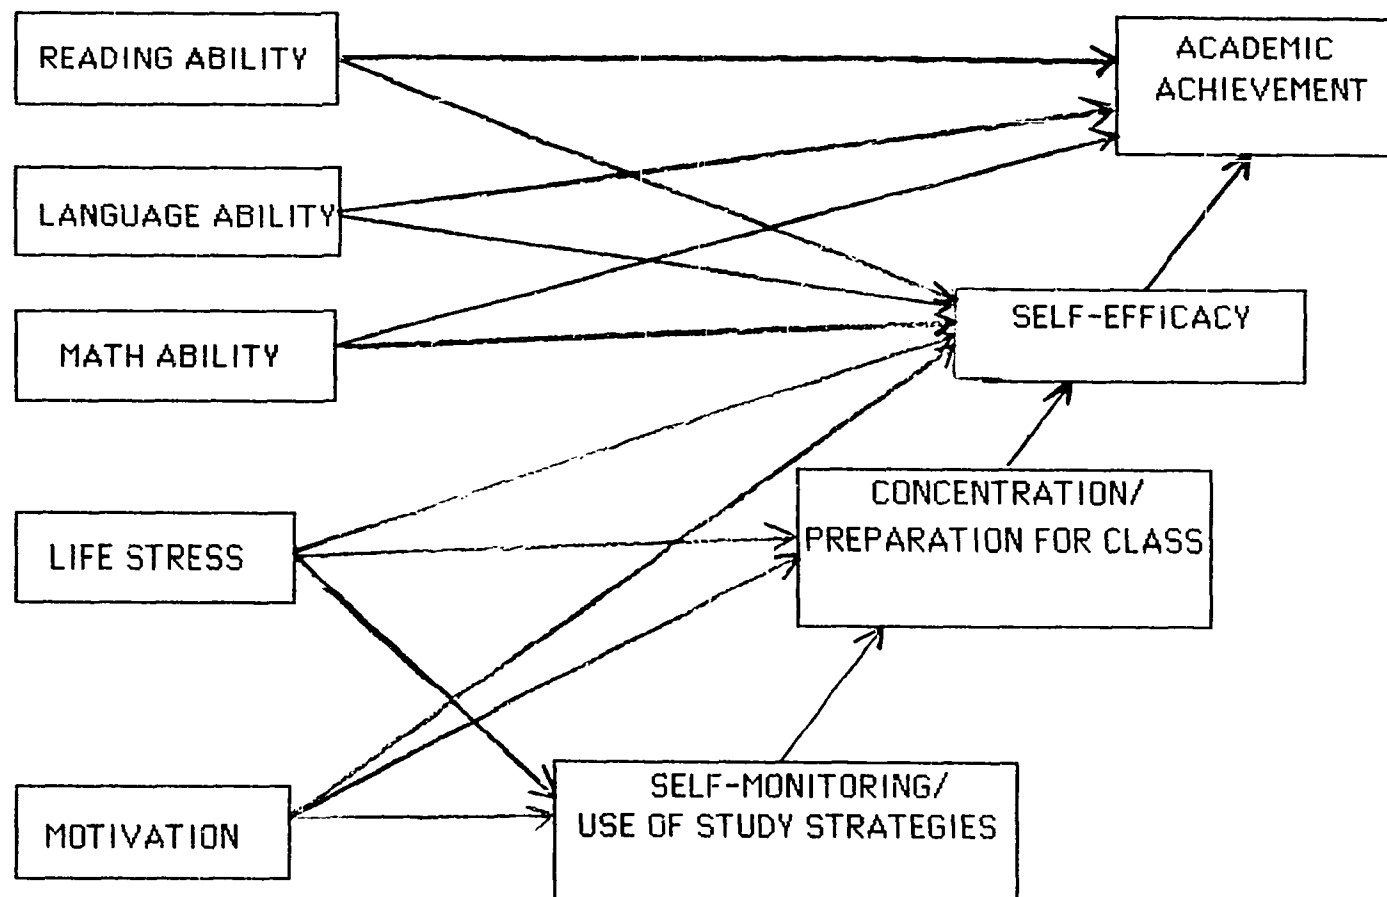 READING ABILITY
ACADEMIC
ACHIEVEMENT
LANGUAGE ABILITY
SELF-EFFICACY
MATH ABILITY
CONCENTRATION/
PREPARATION FOR CLASS
LIFE STRESS
SELF-MONITORING/
USE OF STUDY STRATEGIES
MOTIVATION